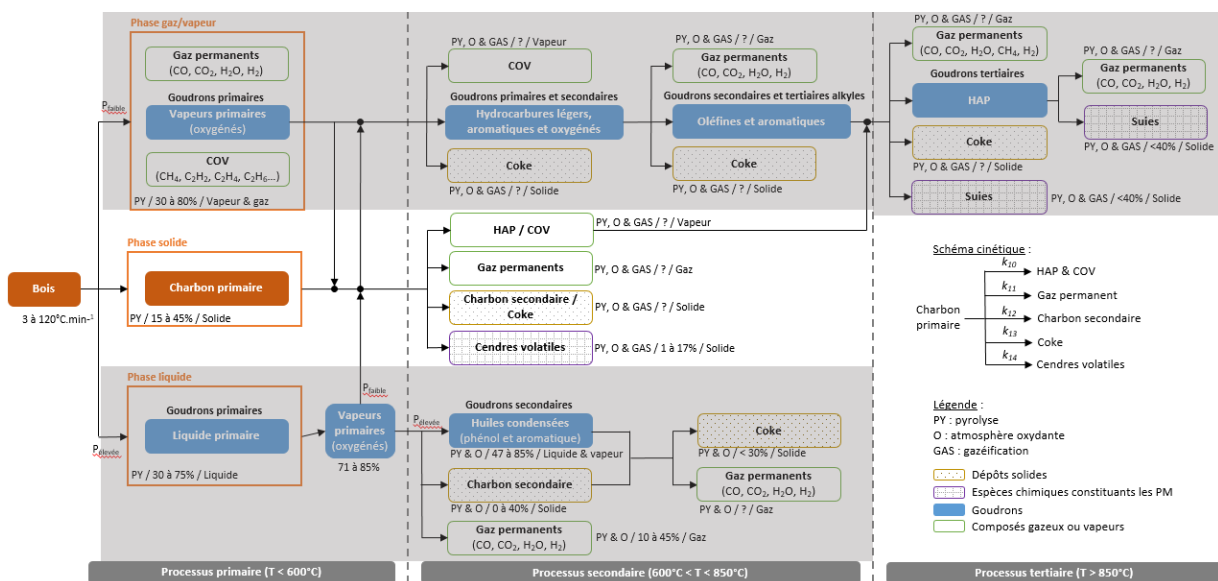 Phase gaz/vapeur
Gaz permanents
(CO, CO₂, H₂O, H₂)
Goudrons primaires
Vapeurs primaires
(oxygénés)
COV
(CH₄, C₂H₂, C₂H₄, C₂H₆...)
PY / 30 à 80% / Vapeur & gaz
P_faible
PY, O & GAS / ? / Vapeur
COV
Goudrons primaires et secondaires
Hydrocarbures légers,
aromatiques et oxygénés
Coke
PY, O & GAS / ? / Solide
PY, O & GAS / ? / Gaz
Gaz permanents
(CO, CO₂, H₂O, H₂)
Goudrons secondaires et tertiaires alkyles
Oléfines et aromatiques
Coke
PY, O & GAS / ? / Solide
PY, O & GAS / ? / Gaz
Gaz permanents
(CO, CO₂, H₂O, CH₄, H₂)
Goudrons tertiaires
HAP
Coke
PY, O & GAS / ? / Solide
Suies
PY, O & GAS / <40% / Solide
PY, O & GAS / ? / Gaz
Gaz permanents
(CO, CO₂, H₂O, H₂)
Suies
PY, O & GAS / <40% / Solide
Bois
3 à 120°C.min⁻¹
Phase solide
Charbon primaire
PY / 15 à 45% / Solide
HAP / COV
PY, O & GAS / ? / Vapeur
Gaz permanents
PY, O & GAS / ? / Gaz
Charbon secondaire /
Coke
PY, O & GAS / ? / Solide
Cendres volatiles
PY, O & GAS / 1 à 17% / Solide
Phase liquide
P_élevée
Goudrons primaires
Liquide primaire
PY / 30 à 75% / Liquide
P_faible
Vapeurs
primaires
(oxygénés)
71 à 85%
P_élevée
Goudrons secondaires
Huiles condensées
(phénol et aromatique)
PY & O / 47 à 85% / Liquide & vapeur
Charbon secondaire
PY & O / 0 à 40% / Solide
Gaz permanents
(CO, CO₂, H₂O, H₂)
PY & O / 10 à 45% / Gaz
Coke
PY & O / < 30% / Solide
Gaz permanents
(CO, CO₂, H₂O, H₂)
PY & O / ? / Gaz
Schéma cinétique :
Charbon
primaire
k₁₀
HAP & COV
k₁₁
Gaz permanent
k₁₂
Charbon secondaire
k₁₃
Coke
k₁₄
Cendres volatiles
Légende :
PY : pyrolyse
O : atmosphère oxydante
GAS : gazéification
Dépôts solides
Espèces chimiques constituants les PM
Goudrons
Composés gazeux ou vapeurs
Processus primaire (T < 600°C)
Processus secondaire (600°C < T < 850°C)
Processus tertiaire (T > 850°C)